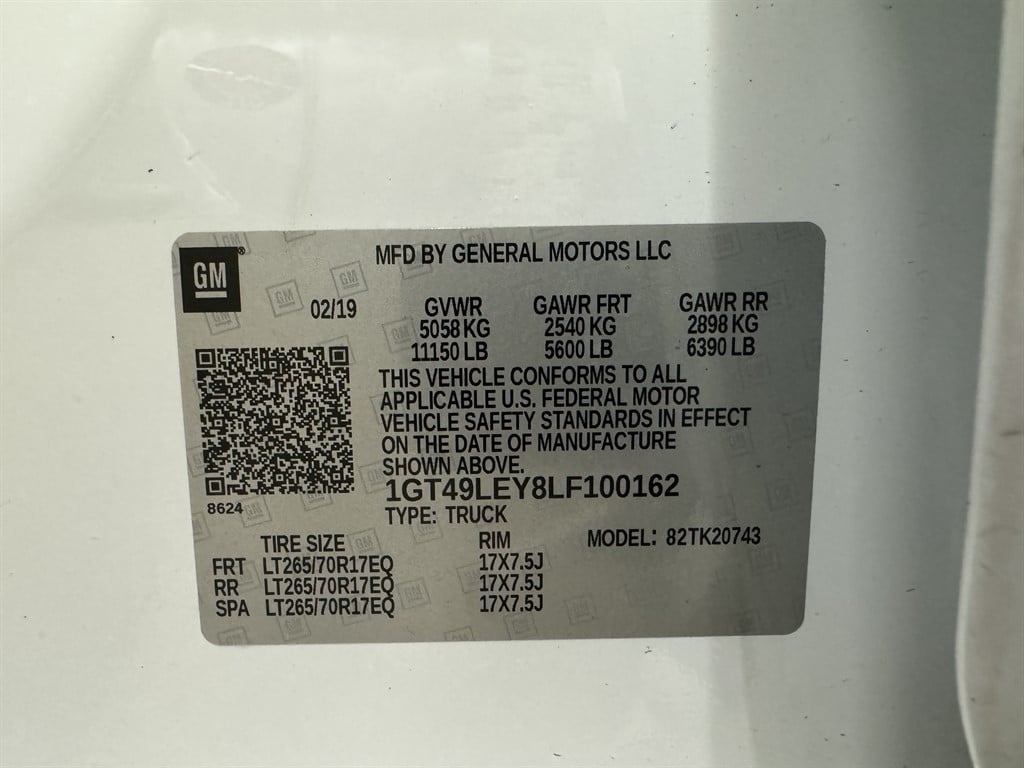 MFD BY GENERAL MOTORS LLC
GM®
02/19 GVWR GAWR FRT GAWR RR
5058 KG 2540 KG 2898 KG
11150 LB 5600 LB 6390 LB
THIS VEHICLE CONFORMS TO ALL
APPLICABLE U.S. FEDERAL MOTOR
VEHICLE SAFETY STANDARDS IN EFFECT
ON THE DATE OF MANUFACTURE
SHOWN ABOVE.
1GT49LEY8LF100162
8624
TYPE: TRUCK
TIRE SIZE RIM MODEL: 82TK20743
FRT LT265/70R17EQ 17X7.5J
RR LT265/70R17EQ 17X7.5J
SPA LT265/70R17EQ 17X7.5J